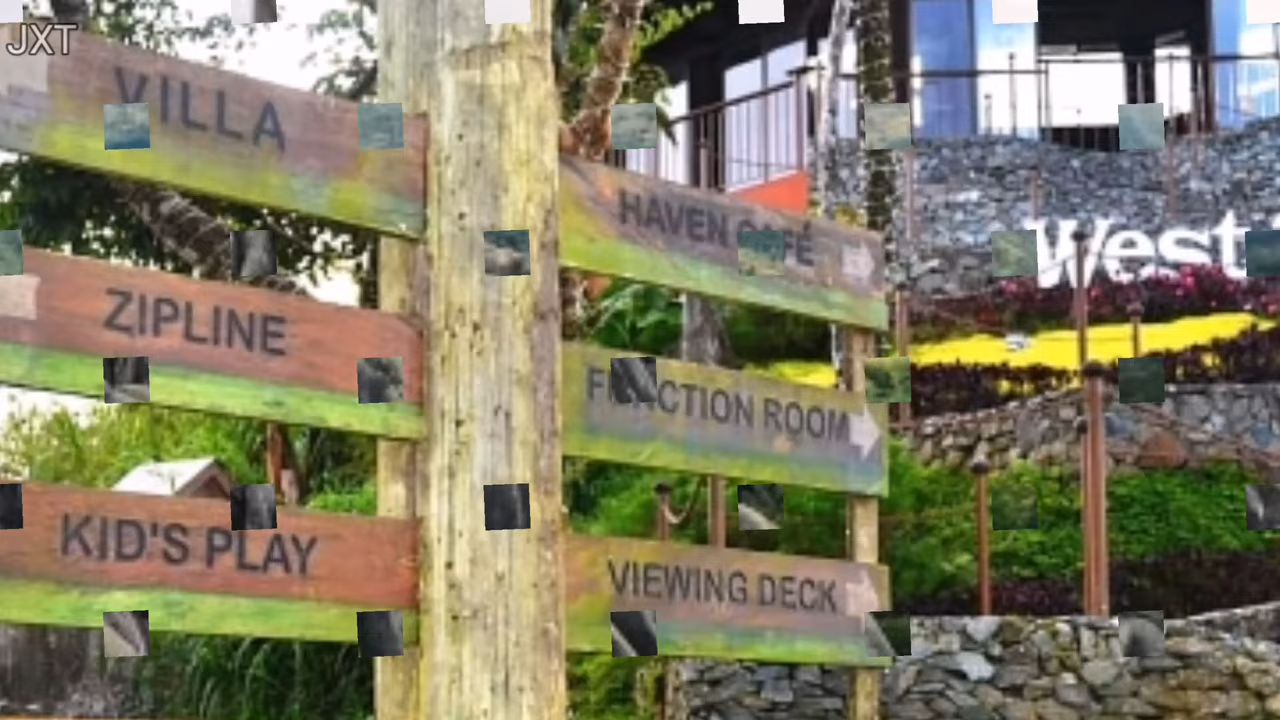 JXT
VILLA
ZIPLINE
KID'S PLAY
HAVEN CAFÉ
FUNCTION ROOM
VIEWING DECK
West